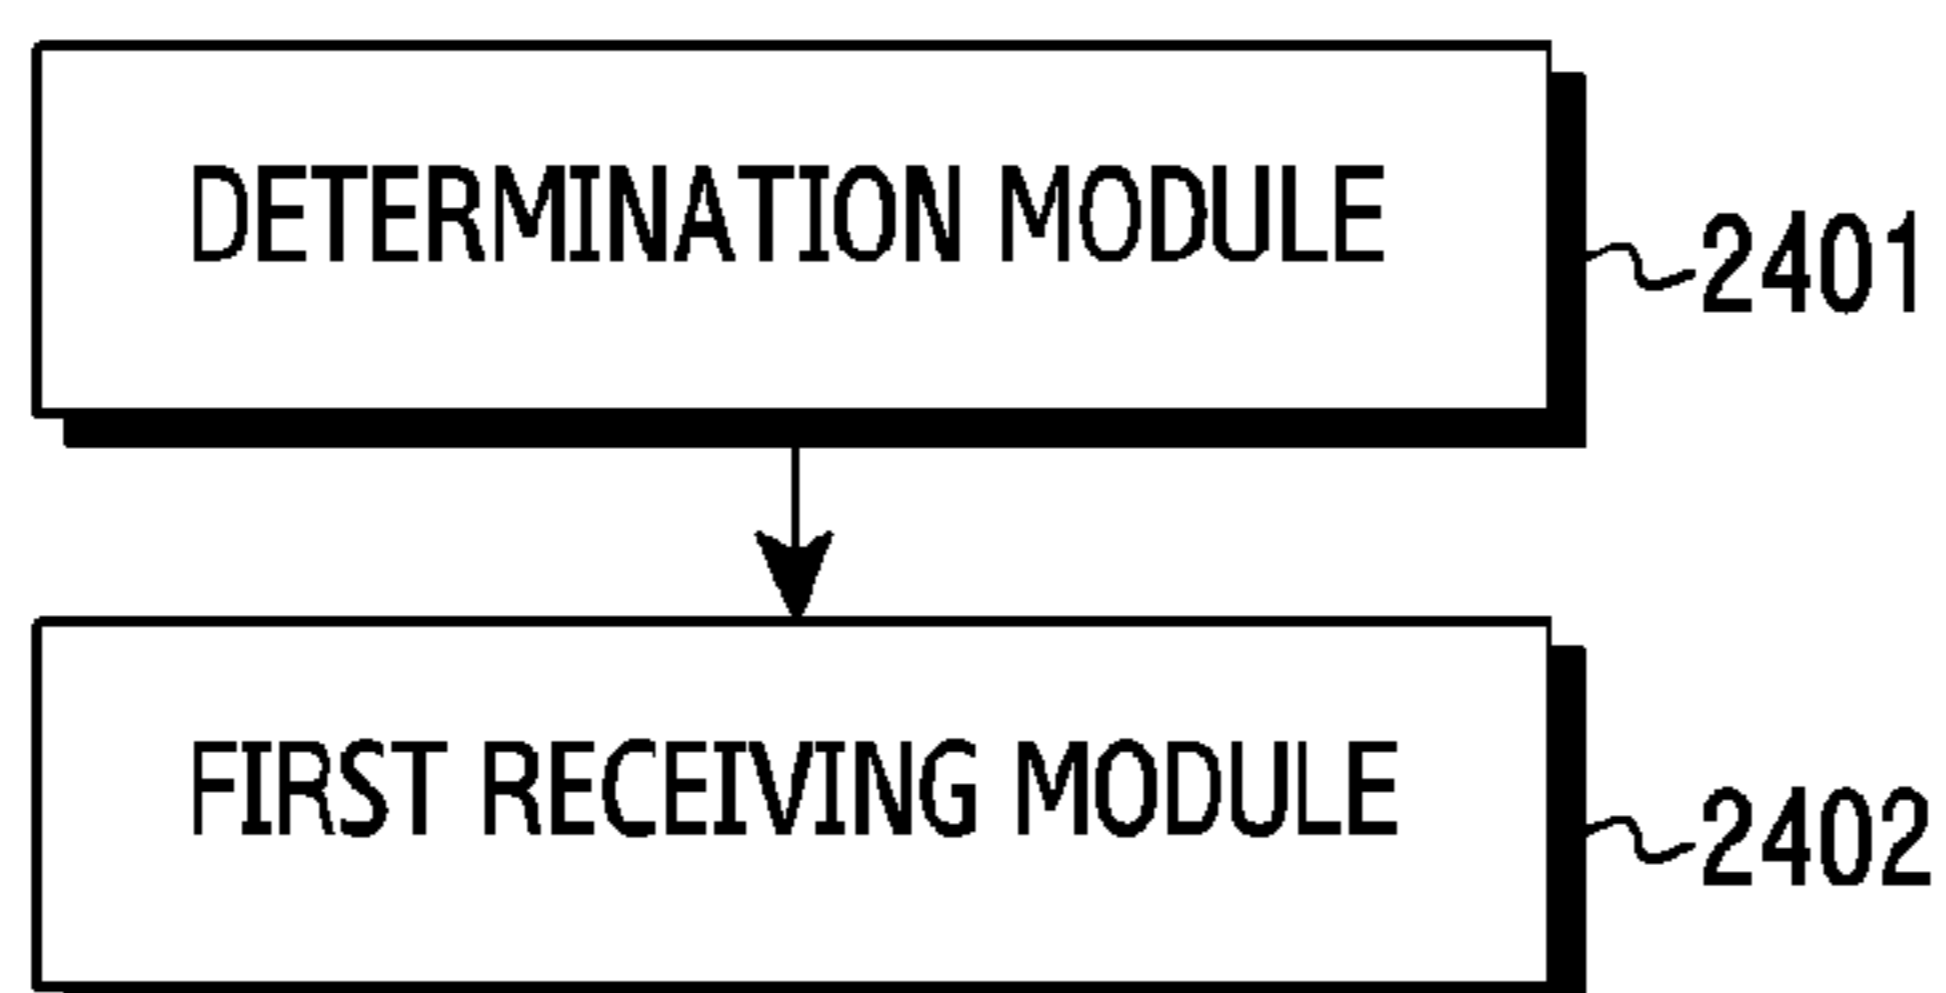 DETERMINATION MODULE
2401
FIRST RECEIVING MODULE
2402